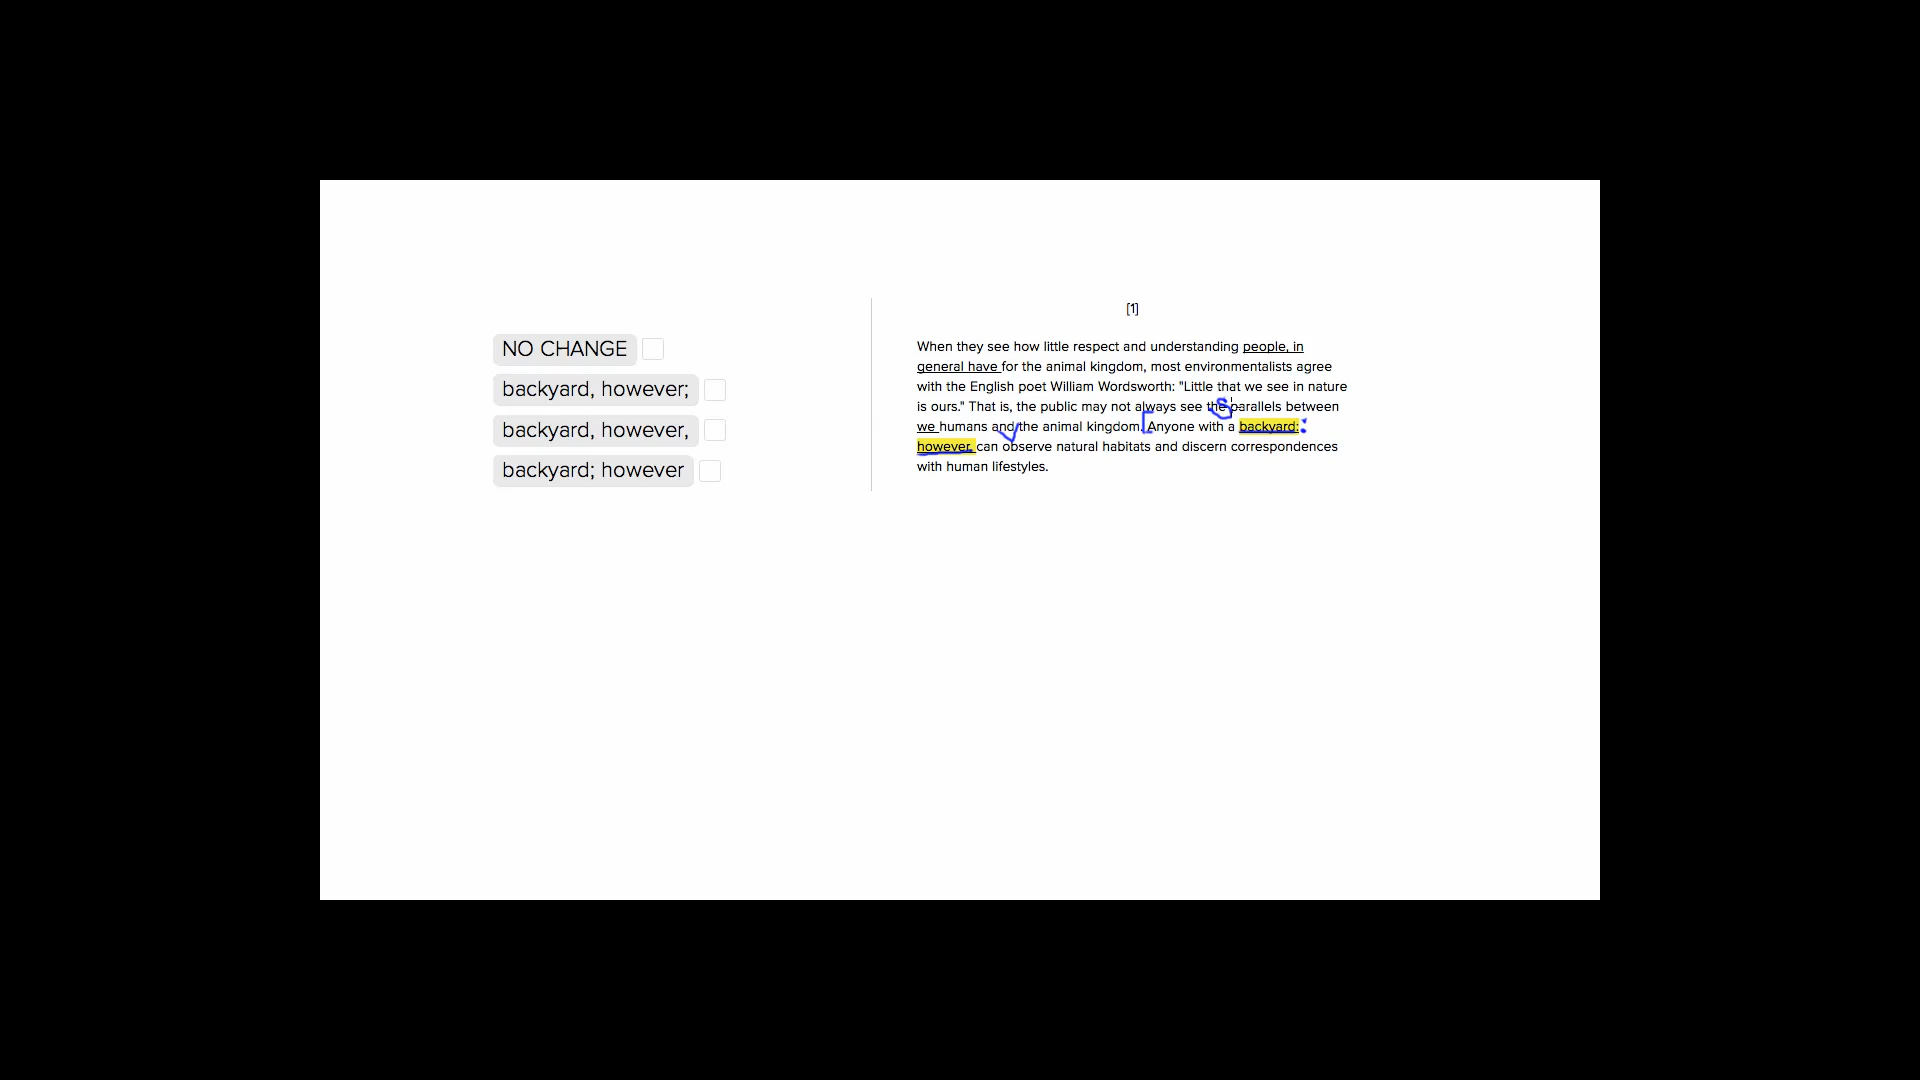 [1]
NO CHANGE
backyard, however;
backyard, however,
backyard; however
When they see how little respect and understanding people, in
general have for the animal kingdom, most environmentalists agree
with the English poet William Wordsworth: "Little that we see in nature
is ours." That is, the public may not always see the parallels between
we humans and the animal kingdom. Anyone with a backyard:
however, can observe natural habitats and discern correspondences
with human lifestyles.
S
V